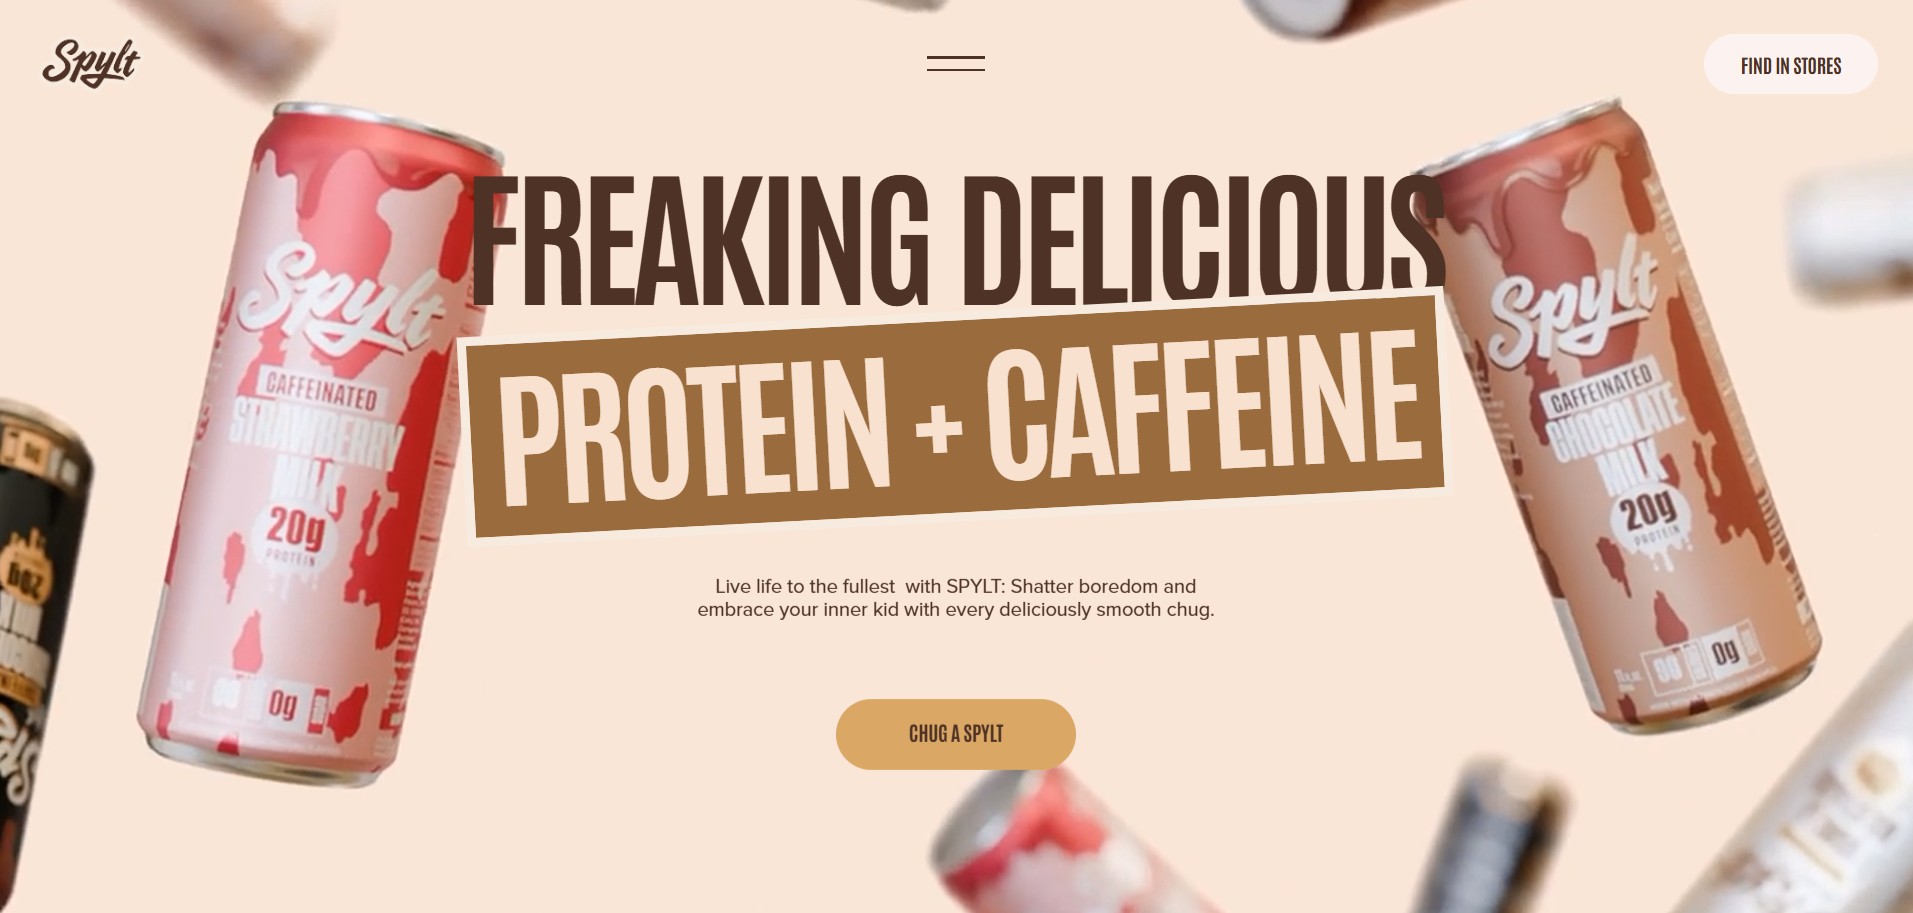 Spylt
FIND IN STORES
FREAKING DELICIOUS
PROTEIN + CAFFEINE
Live life to the fullest  with SPYLT: Shatter boredom and
embrace your inner kid with every deliciously smooth chug.
CHUG A SPYLT
Spylt
CAFFEINATED
STRAWBERRY
MILK
20g
PROTEIN
0g
Spylt
CAFFEINATED
CHOCOLATE
MILK
20g
PROTEIN
0g